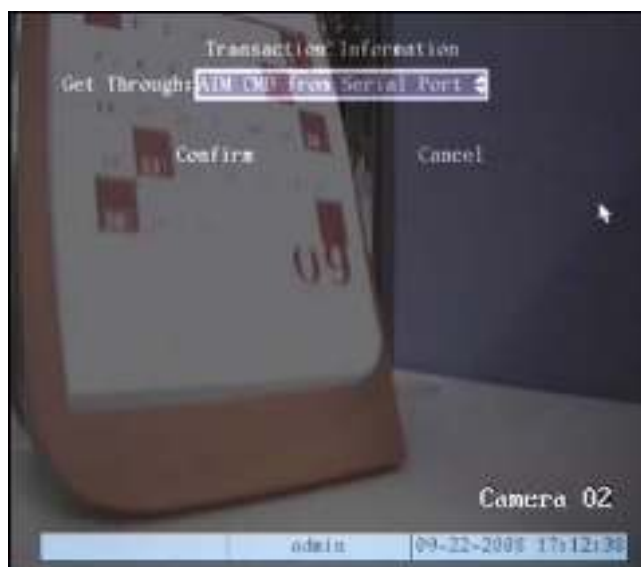 Transaction Information
Get Through: ATM CMD from Serial Port
Confirm Cancel
09
Camera 02
admin 09-22-2008 17:12:38